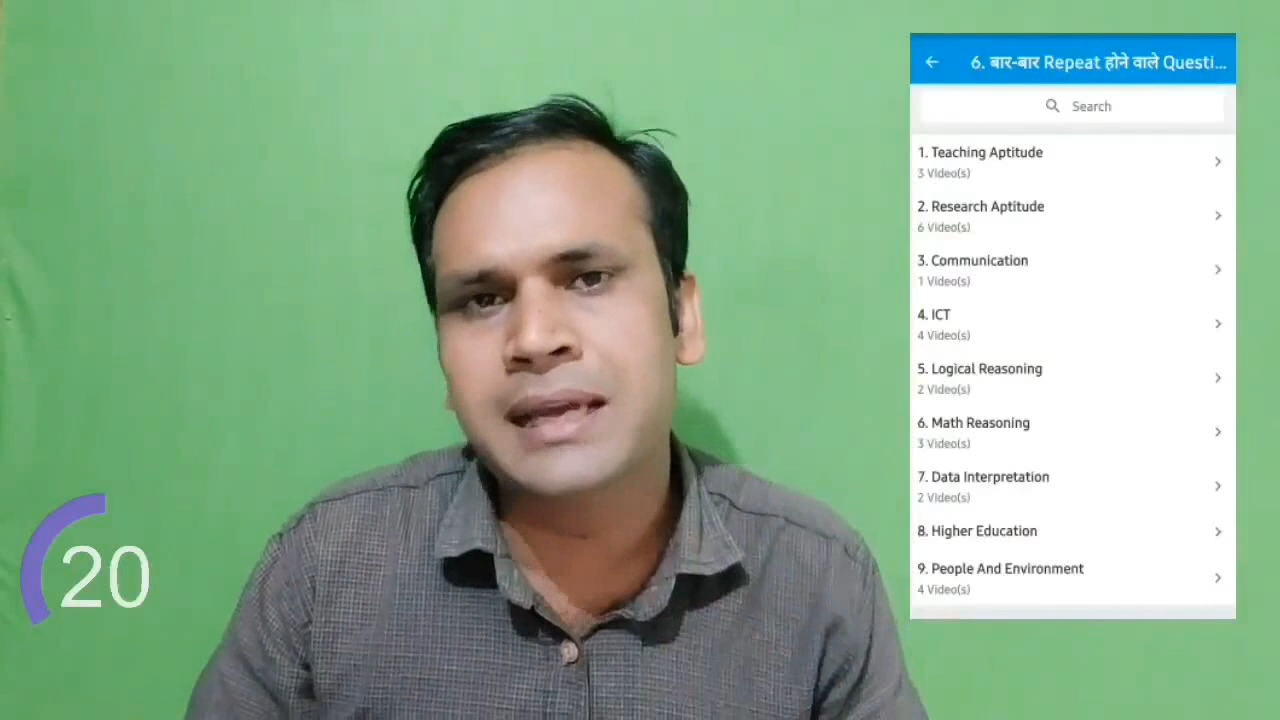 6. बार-बार Repeat होने वाले Questi...
Search
1. Teaching Aptitude
3 Video(s)
2. Research Aptitude
6 Video(s)
3. Communication
1 Video(s)
4. ICT
4 Video(s)
5. Logical Reasoning
2 Video(s)
6. Math Reasoning
3 Video(s)
7. Data Interpretation
2 Video(s)
8. Higher Education
9. People And Environment
4 Video(s)
20